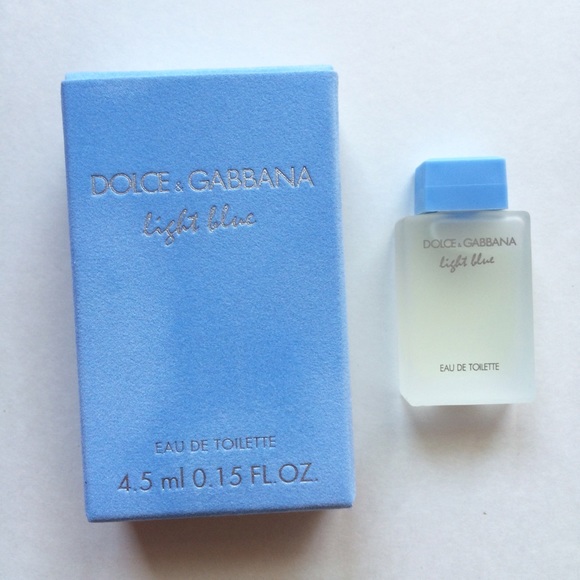 DOLCE & GABBANA
light blue
EAU DE TOILETTE
4.5 ml 0.15 FL.OZ.
DOLCE & GABBANA
light blue
EAU DE TOILETTE